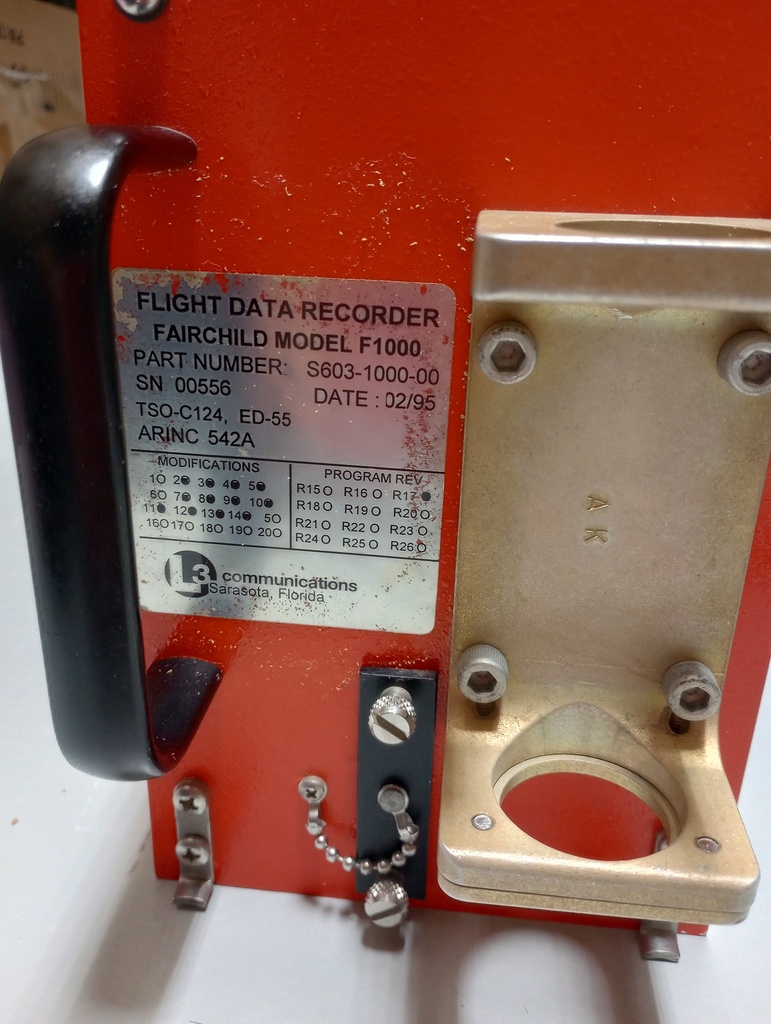 FLIGHT DATA RECORDER
FAIRCHILD MODEL F1000
PART NUMBER: S603-1000-00
SN 00556 DATE : 02/95
TSO-C124, ED-55
ARINC 542A
MODIFICATIONS
1 2 3 4 5
6 7 8 9 10
11 12 13 14 5
16 17 18 19 20
PROGRAM REV
R15 R16 R17
R18 R19 R20
R21 R22 R23
R24 R25 R26
L3 communications
Sarasota, Florida
A K